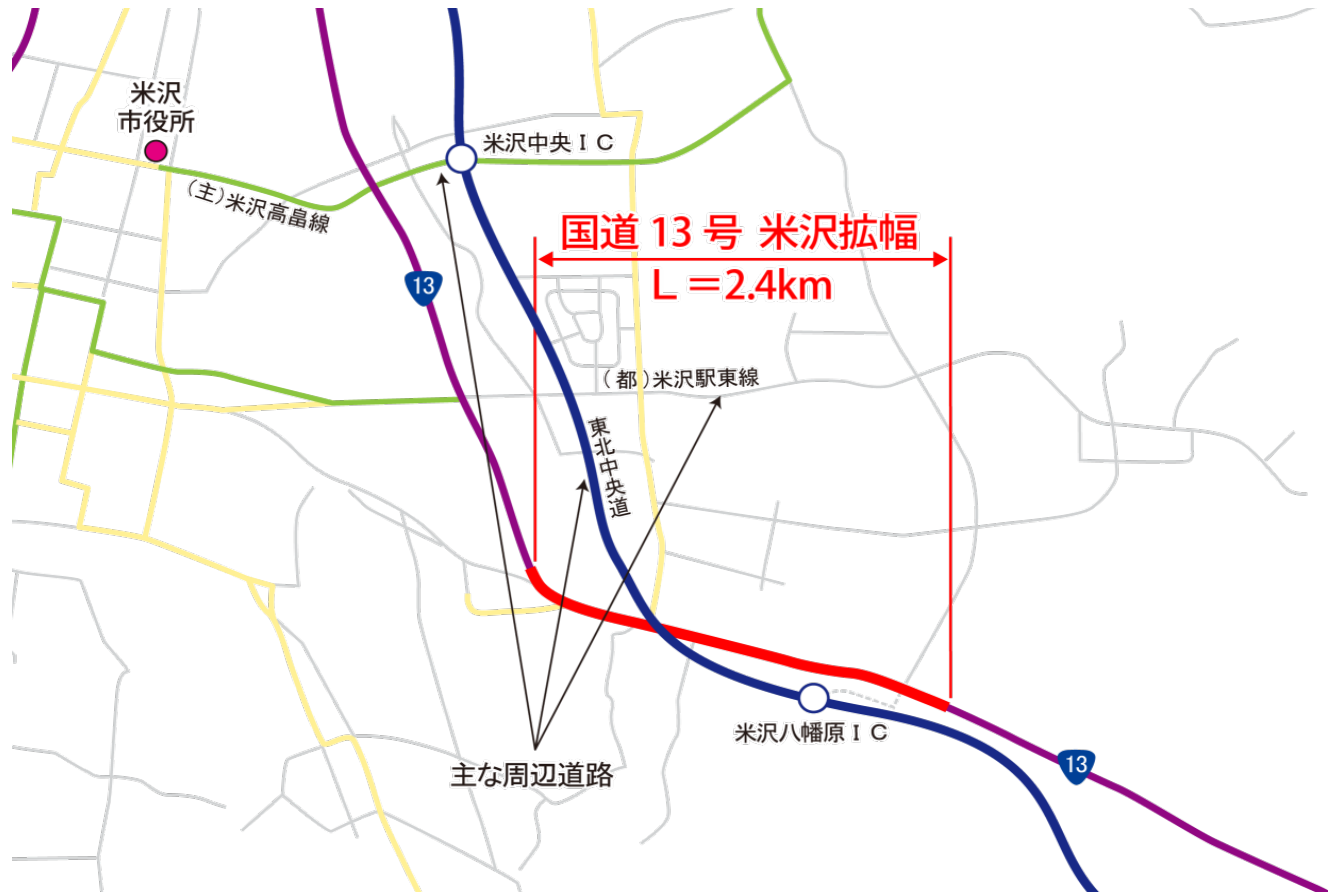 米沢
市役所
米沢中央ＩＣ
(主)米沢高畠線
国道 13 号 米沢拡幅
Ｌ＝2.4km
13
(都)米沢駅東線
東北中央道
米沢八幡原ＩＣ
主な周辺道路
13